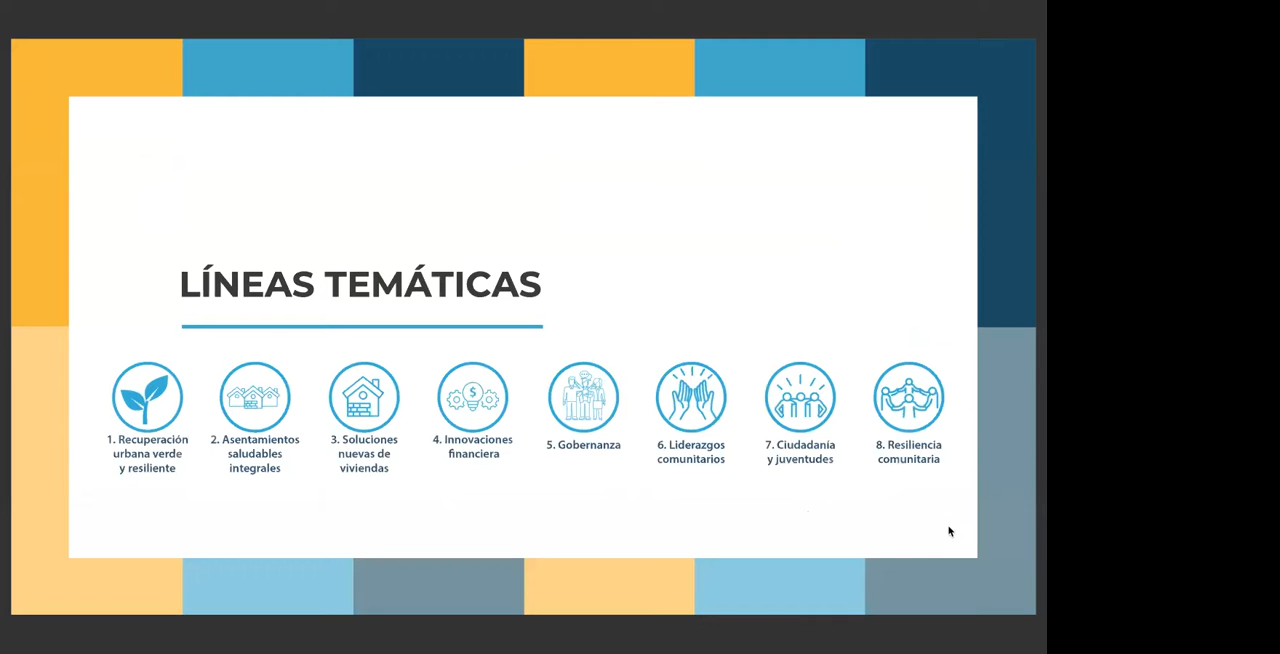 LÍNEAS TEMÁTICAS
1. Recuperación
urbana verde
y resiliente
2. Asentamientos
saludables
integrales
3. Soluciones
nuevas de
viviendas
4. Innovaciones
financiera
5. Gobernanza
6. Liderazgos
comunitarios
7. Ciudadanía
y juventudes
8. Resiliencia
comunitaria